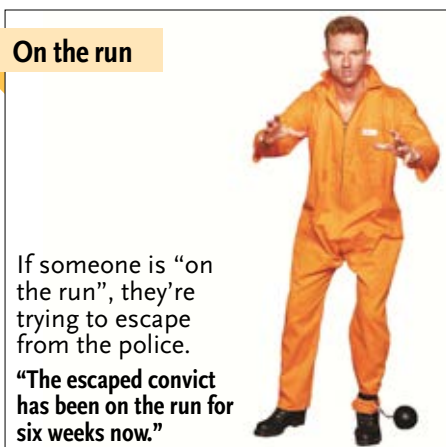 On the run
If someone is “on
the run”, they’re
trying to escape
from the police.
“The escaped convict
has been on the run for
six weeks now.”